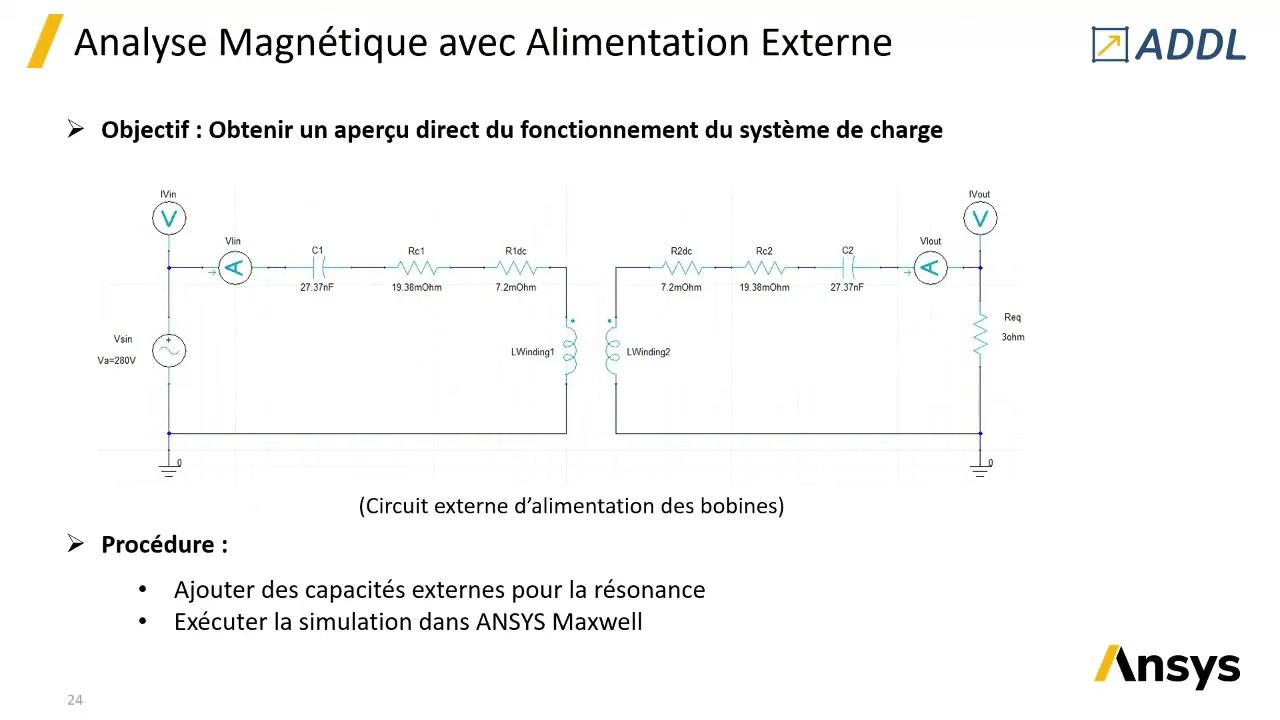 Analyse Magnétique avec Alimentation Externe
ADDL
Objectif : Obtenir un aperçu direct du fonctionnement du système de charge
IVin
IVout
V
V
VIin
C1
Rc1
R1dc
R2dc
Rc2
C2
VIout
A
A
27.37nF
19.38mOhm
7.2mOhm
7.2mOhm
19.38mOhm
27.37nF
Req
3ohm
Vsin
Va=280V
+
LWinding1
LWinding2
0
0
(Circuit externe d’alimentation des bobines)
Procédure :
Ajouter des capacités externes pour la résonance
Exécuter la simulation dans ANSYS Maxwell
Ansys
24